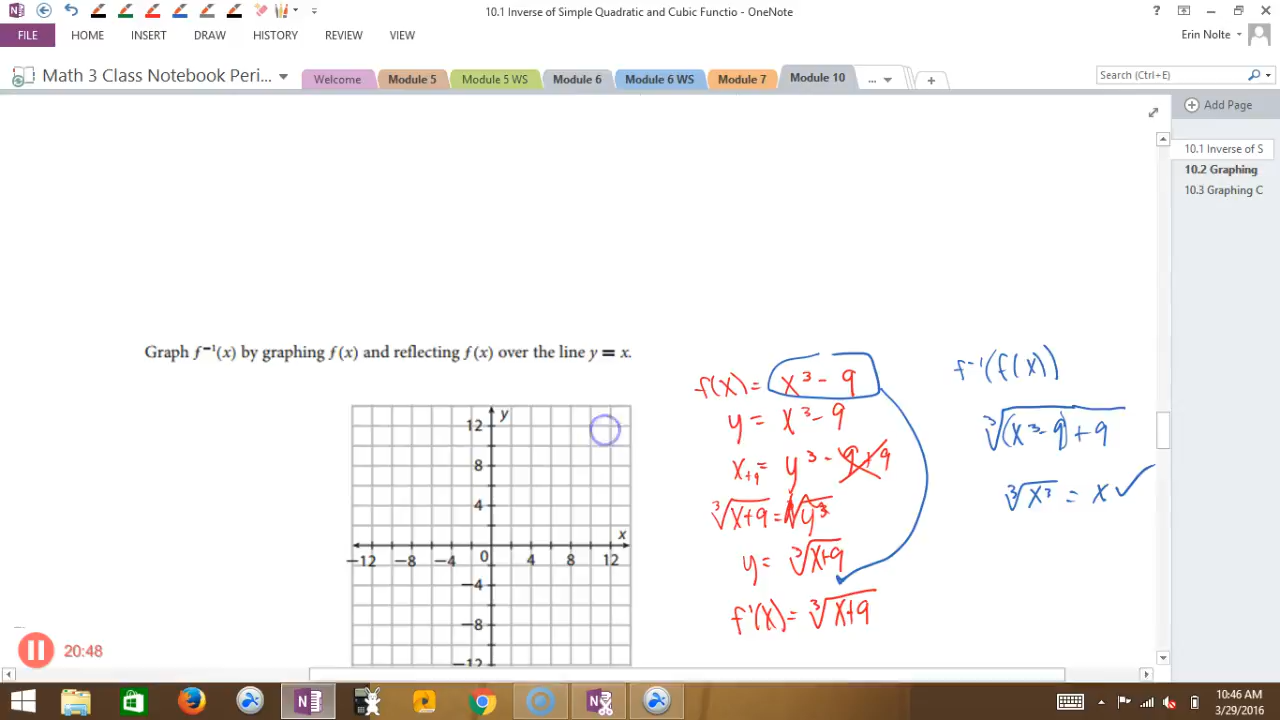 10.1 Inverse of Simple Quadratic and Cubic Functio - OneNote
?
FILE HOME INSERT DRAW HISTORY REVIEW VIEW
Erin Nolte
Math 3 Class Notebook Peri...
Welcome Module 5 Module 5 WS Module 6 Module 6 WS Module 7 Module 10 ... +
Search (Ctrl+E)
Add Page
10.1 Inverse of S
10.2 Graphing
10.3 Graphing C
Graph f⁻¹(x) by graphing f(x) and reflecting f(x) over the line y = x.
12 y
8
4
x
−12 −8 −4 0 4 8 12
−4
−8
−12
f(x) = x³ - 9
y = x³ - 9
x+9 = y³ - 9+9
∛x+9 = ∛y³
y = ∛x+9
f⁻¹(x) = ∛x+9
f⁻¹(f(x))
∛(x³-9)+9
∛x³ = x ✓
20:48
10:46 AM
3/29/2016